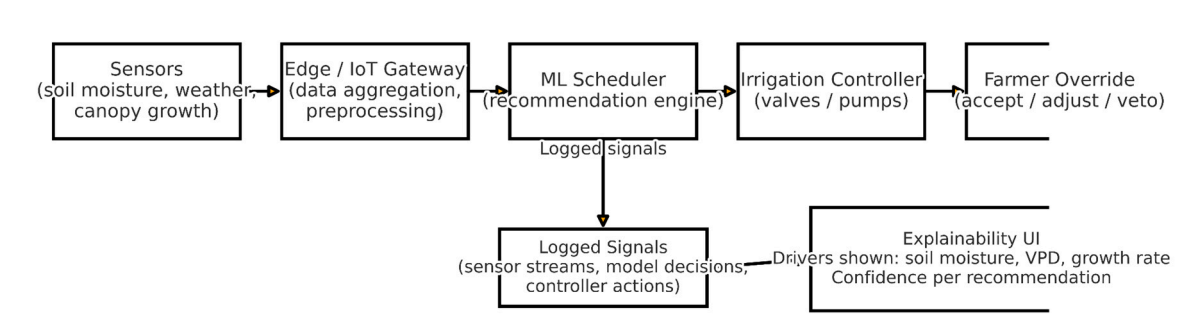 Sensors
(soil moisture, weather,
canopy growth)
Edge / IoT Gateway
(data aggregation,
preprocessing)
ML Scheduler
(recommendation engine)
Irrigation Controller
(valves / pumps)
Farmer Override
(accept / adjust / veto)
Logged signals
Logged Signals
(sensor streams, model decisions,
controller actions)
Explainability UI
Drivers shown: soil moisture, VPD, growth rate
Confidence per recommendation